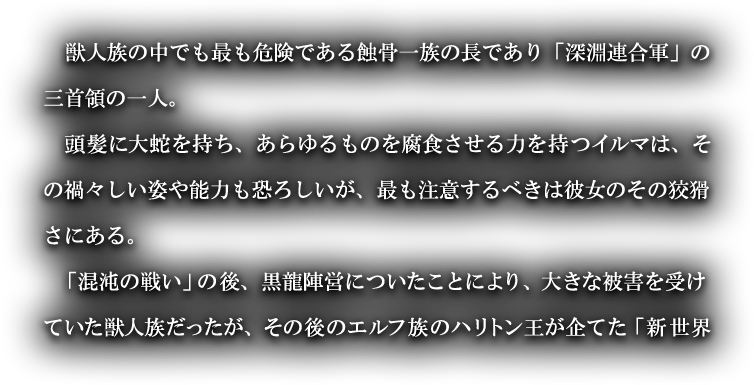 獣人族の中でも最も危険である蝕骨一族の長であり「深淵連合軍」の
三首領の一人。
　頭髪に大蛇を持ち、あらゆるものを腐食させる力を持つイルマは、そ
の禍々しい姿や能力も恐ろしいが、最も注意するべきは彼女のその狡猾
さにある。
　「混沌の戦い」の後、黒龍陣営についたことにより、大きな被害を受け
ていた獣人族だったが、その後のエルフ族のハリトン王が企てた「新世界